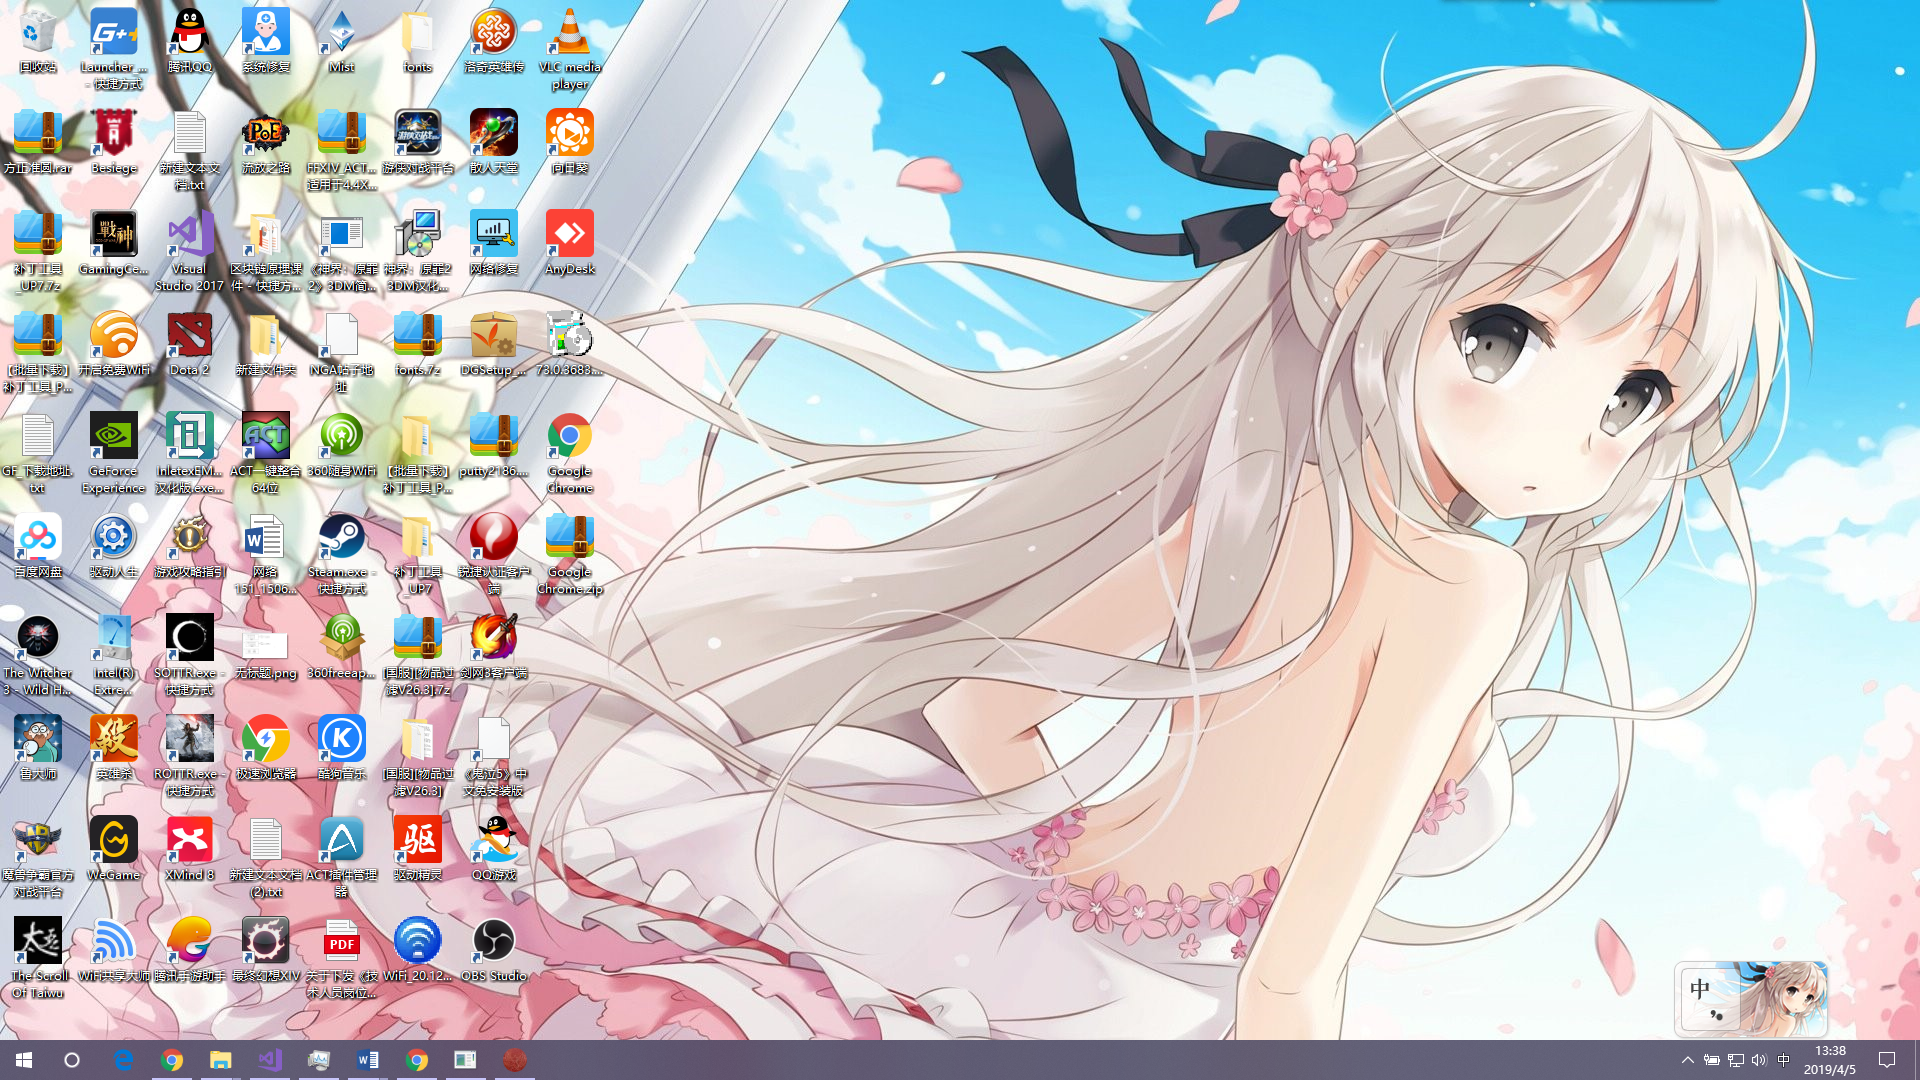 回收站
Launcher_...
- 快捷方式
腾讯QQ
系统修复
Mist
fonts
洛奇英雄传
VLC media
player
方正准圆.rar
Besiege
新建文本文
档.txt
流放之路
FFXIV_ACT...
适用于4.4X...
游侠对战平台
散人天堂
向日葵
补丁工具
_UP7.7z
GamingCe...
Visual
Studio 2017
区块链原理课
件 - 快捷方...
《神界：原罪
2》3DM简...
神界：原罪2
3DM汉化...
网络修复
AnyDesk
【批量下载】
补丁工具_P...
开启免费WiFi
Dota 2
新建文件夹
NGA帖子地
址
fonts.7z
DGSetup_...
73.0.3683....
GF_下载地址.
txt
GeForce
Experience
InletexEM...
汉化版.exe...
ACT一键整合
64位
360随身WiFi
【批量下载】
补丁工具_P...
putty2186....
Google
Chrome
百度网盘
驱动人生
游戏攻略指引
网络
151_1506...
Steam.exe -
快捷方式
补丁工具
_UP7
锐捷认证客户
端
Google
Chrome.zip
The Witcher
3 - Wild H...
Intel(R)
Extre...
SOTTR.exe -
快捷方式
无标题.png
360freeap...
[国服][物品过
滤V26.3].7z
剑网3客户端
鲁大师
英雄杀
ROTTR.exe -
快捷方式
极速浏览器
酷狗音乐
[国服][物品过
滤V26.3]
《鬼泣5》中
文免安装版
魔兽争霸官方
对战平台
WeGame
XMind 8
新建文本文档
(2).txt
ACT插件管理
器
驱动精灵
QQ游戏
The Scroll
Of Taiwu
WiFi共享大师
腾讯手游助手
最终幻想XIV
关于下发《技
术人员岗位...
WiFi_20.12...
OBS Studio
中
中
13:38
2019/4/5